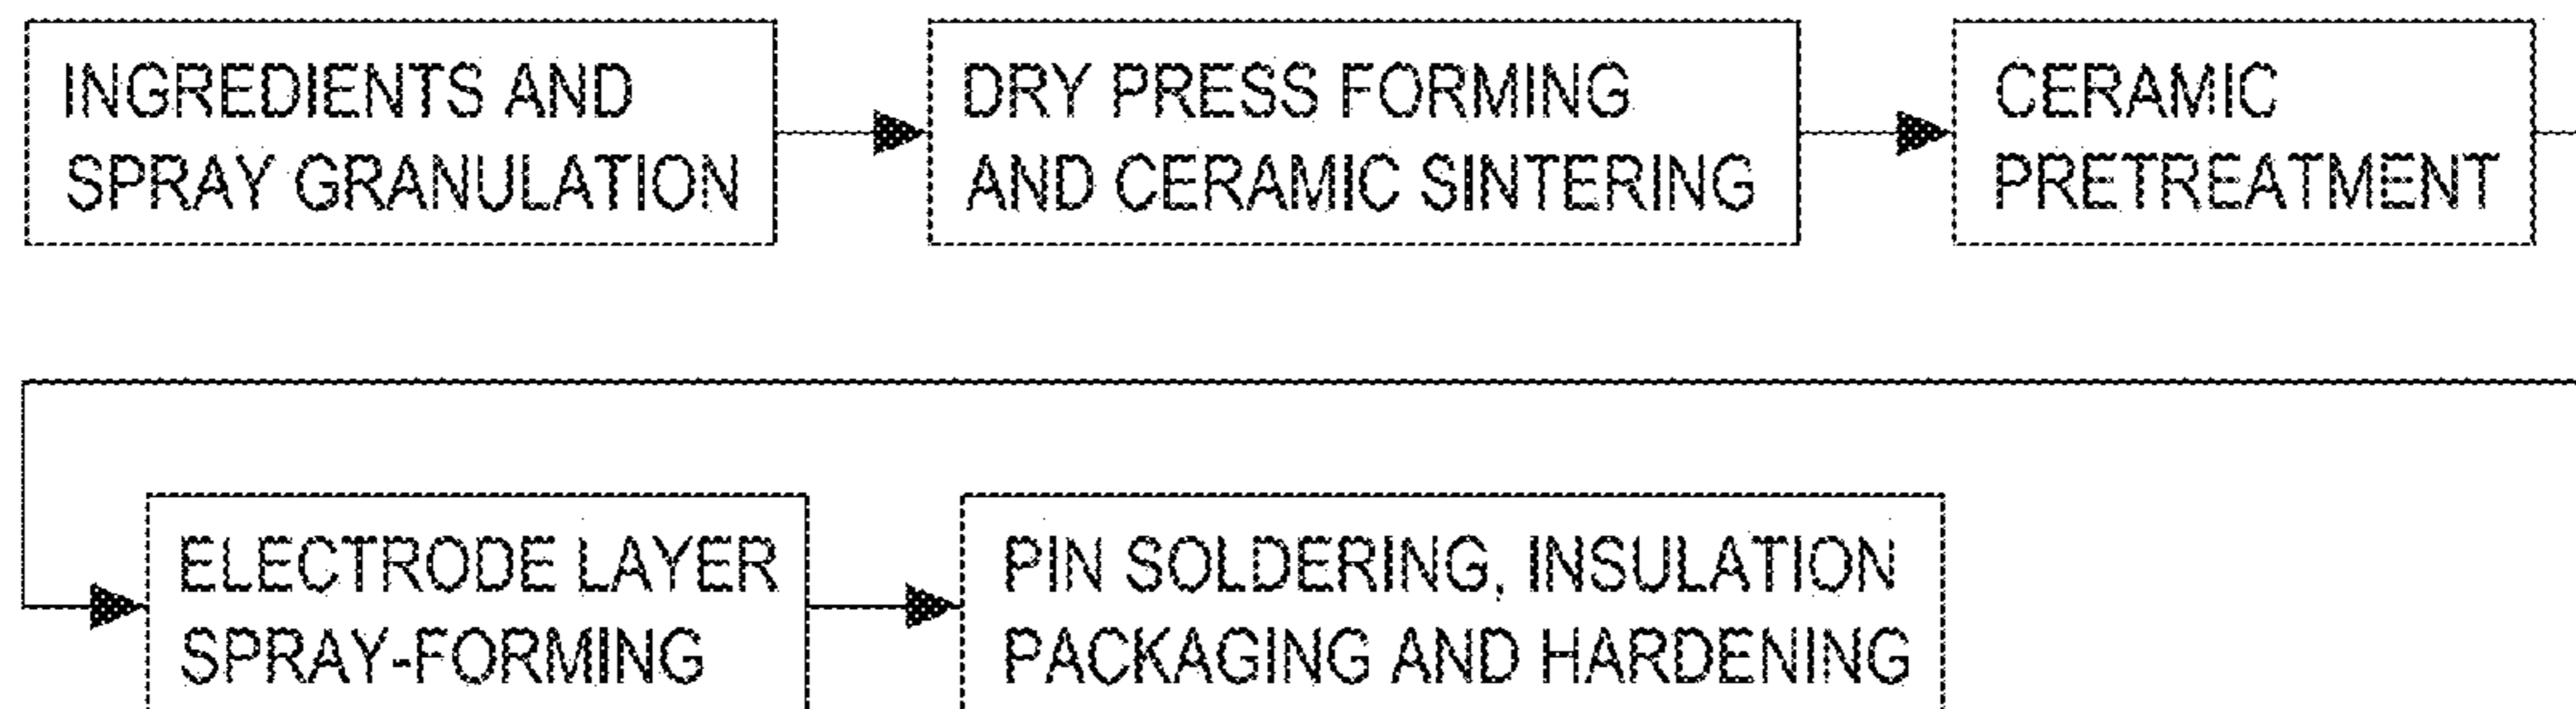 INGREDIENTS AND
SPRAY GRANULATION
DRY PRESS FORMING
AND CERAMIC SINTERING
CERAMIC
PRETREATMENT
ELECTRODE LAYER
SPRAY-FORMING
PIN SOLDERING, INSULATION
PACKAGING AND HARDENING